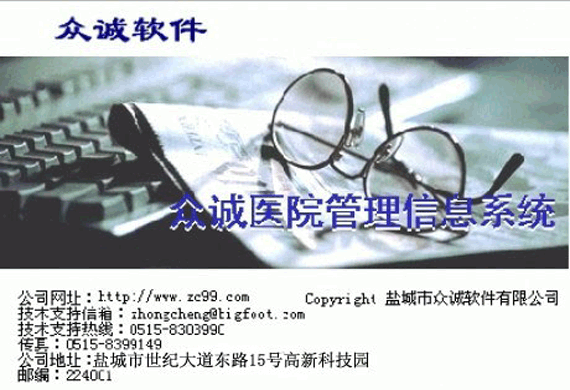 众诚软件
众诚医院管理信息系统
公司网址：http://www.zc99.com Copyright 盐城市众诚软件有限公司
技术支持信箱：zhongcheng@bigfoot.com
技术支持热线：0515-8303990
传真：0515-8399149
公司地址:盐城市世纪大道东路15号高新科技园
邮编：224001